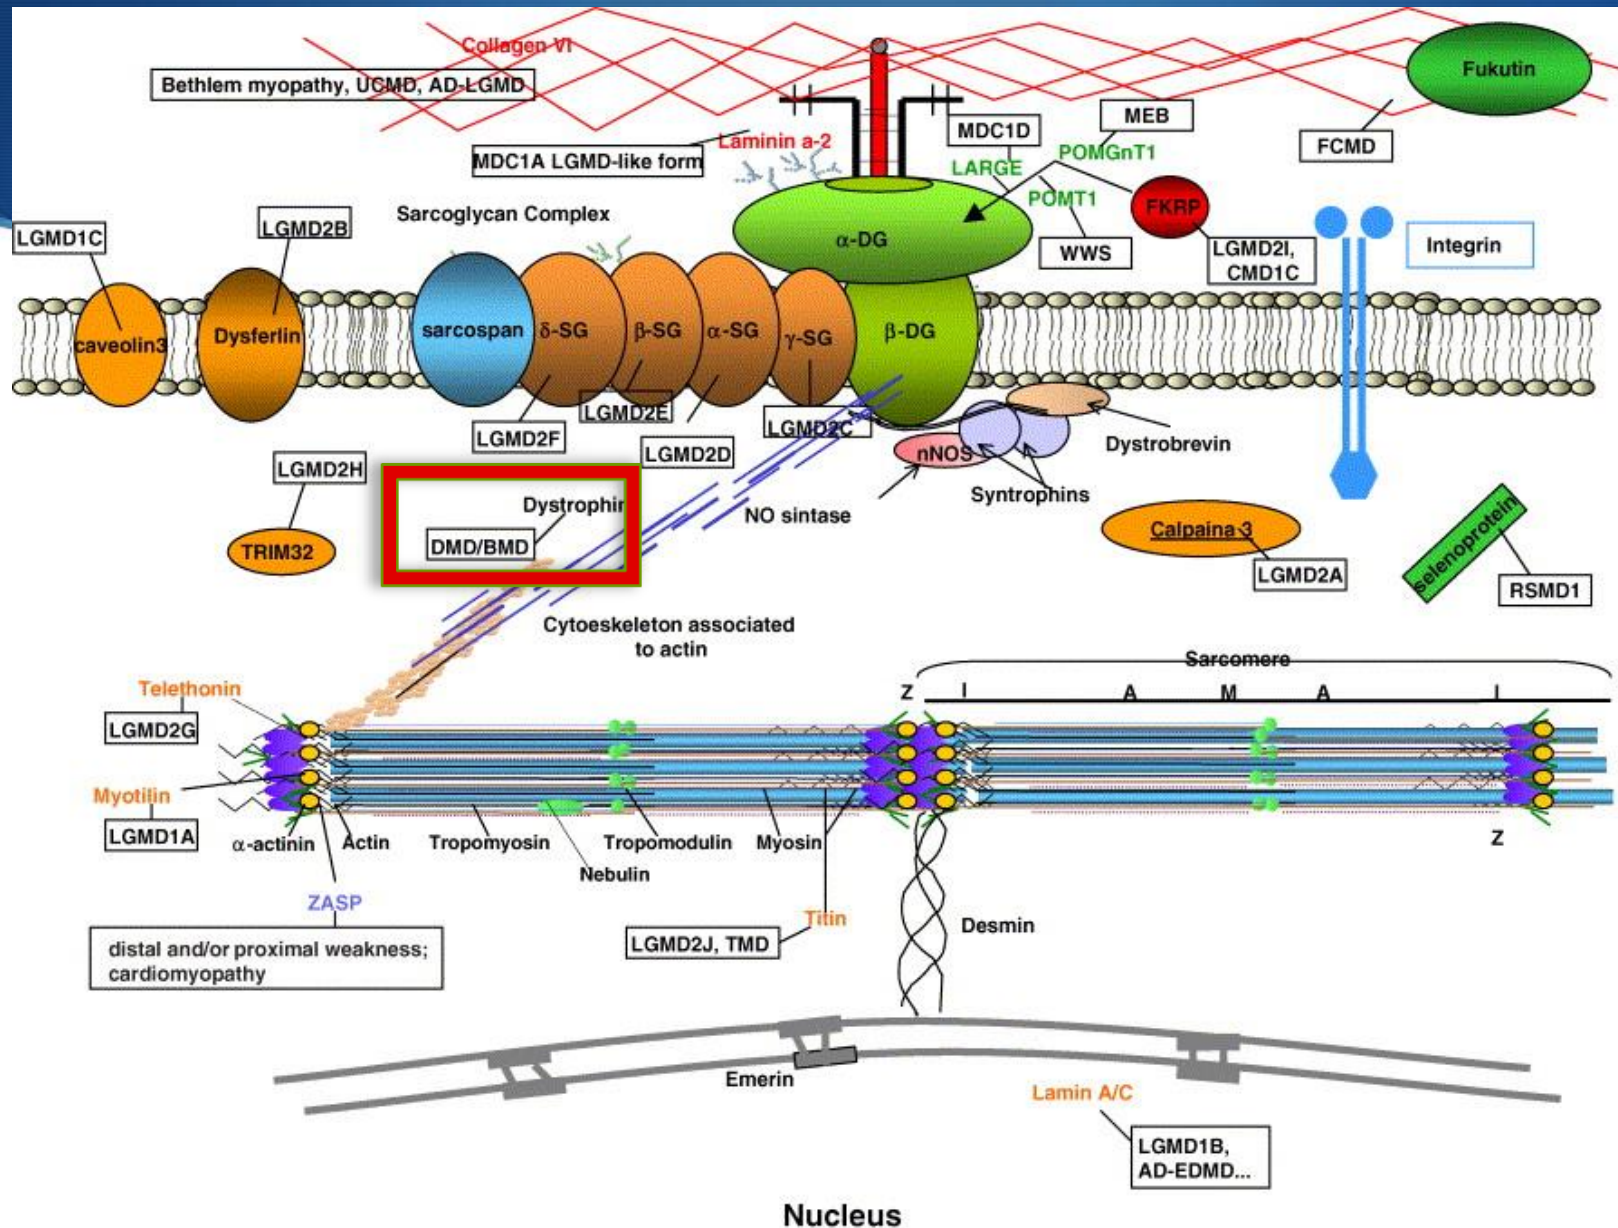 Collagen VI
Bethlem myopathy, UCMD, AD-LGMD
Fukutin
FCMD
MEB
MDC1D
POMGnT1
LARGE
POMT1
FKRP
WWS
LGMD2I,
CMD1C
Laminin a-2
MDC1A LGMD-like form
Integrin
LGMD1C
LGMD2B
Sarcoglycan Complex
α-DG
caveolin3
Dysferlin
sarcospan
δ-SG
β-SG
α-SG
γ-SG
β-DG
LGMD2F
LGMD2E
LGMD2D
LGMD2C
nNOS
Dystrobrevin
Syntrophins
NO sintase
LGMD2H
TRIM32
Dystrophin
DMD/BMD
Calpaina 3
LGMD2A
selenoprotein
RSMD1
Cytoeskeleton associated
to actin
Sarcomere
Z I A M A I
Telethonin
LGMD2G
Myotilin
LGMD1A
α-actinin
Actin
Tropomyosin
Nebulin
Tropomodulin
Myosin
Z
ZASP
distal and/or proximal weakness;
cardiomyopathy
Titin
LGMD2J, TMD
Desmin
Emerin
Lamin A/C
LGMD1B,
AD-EDMD...
Nucleus